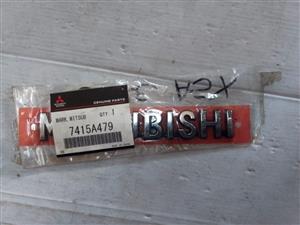 GENUINE PARTS
MARK,MITSUB QTY 1
7415A479
MITSUBISHI